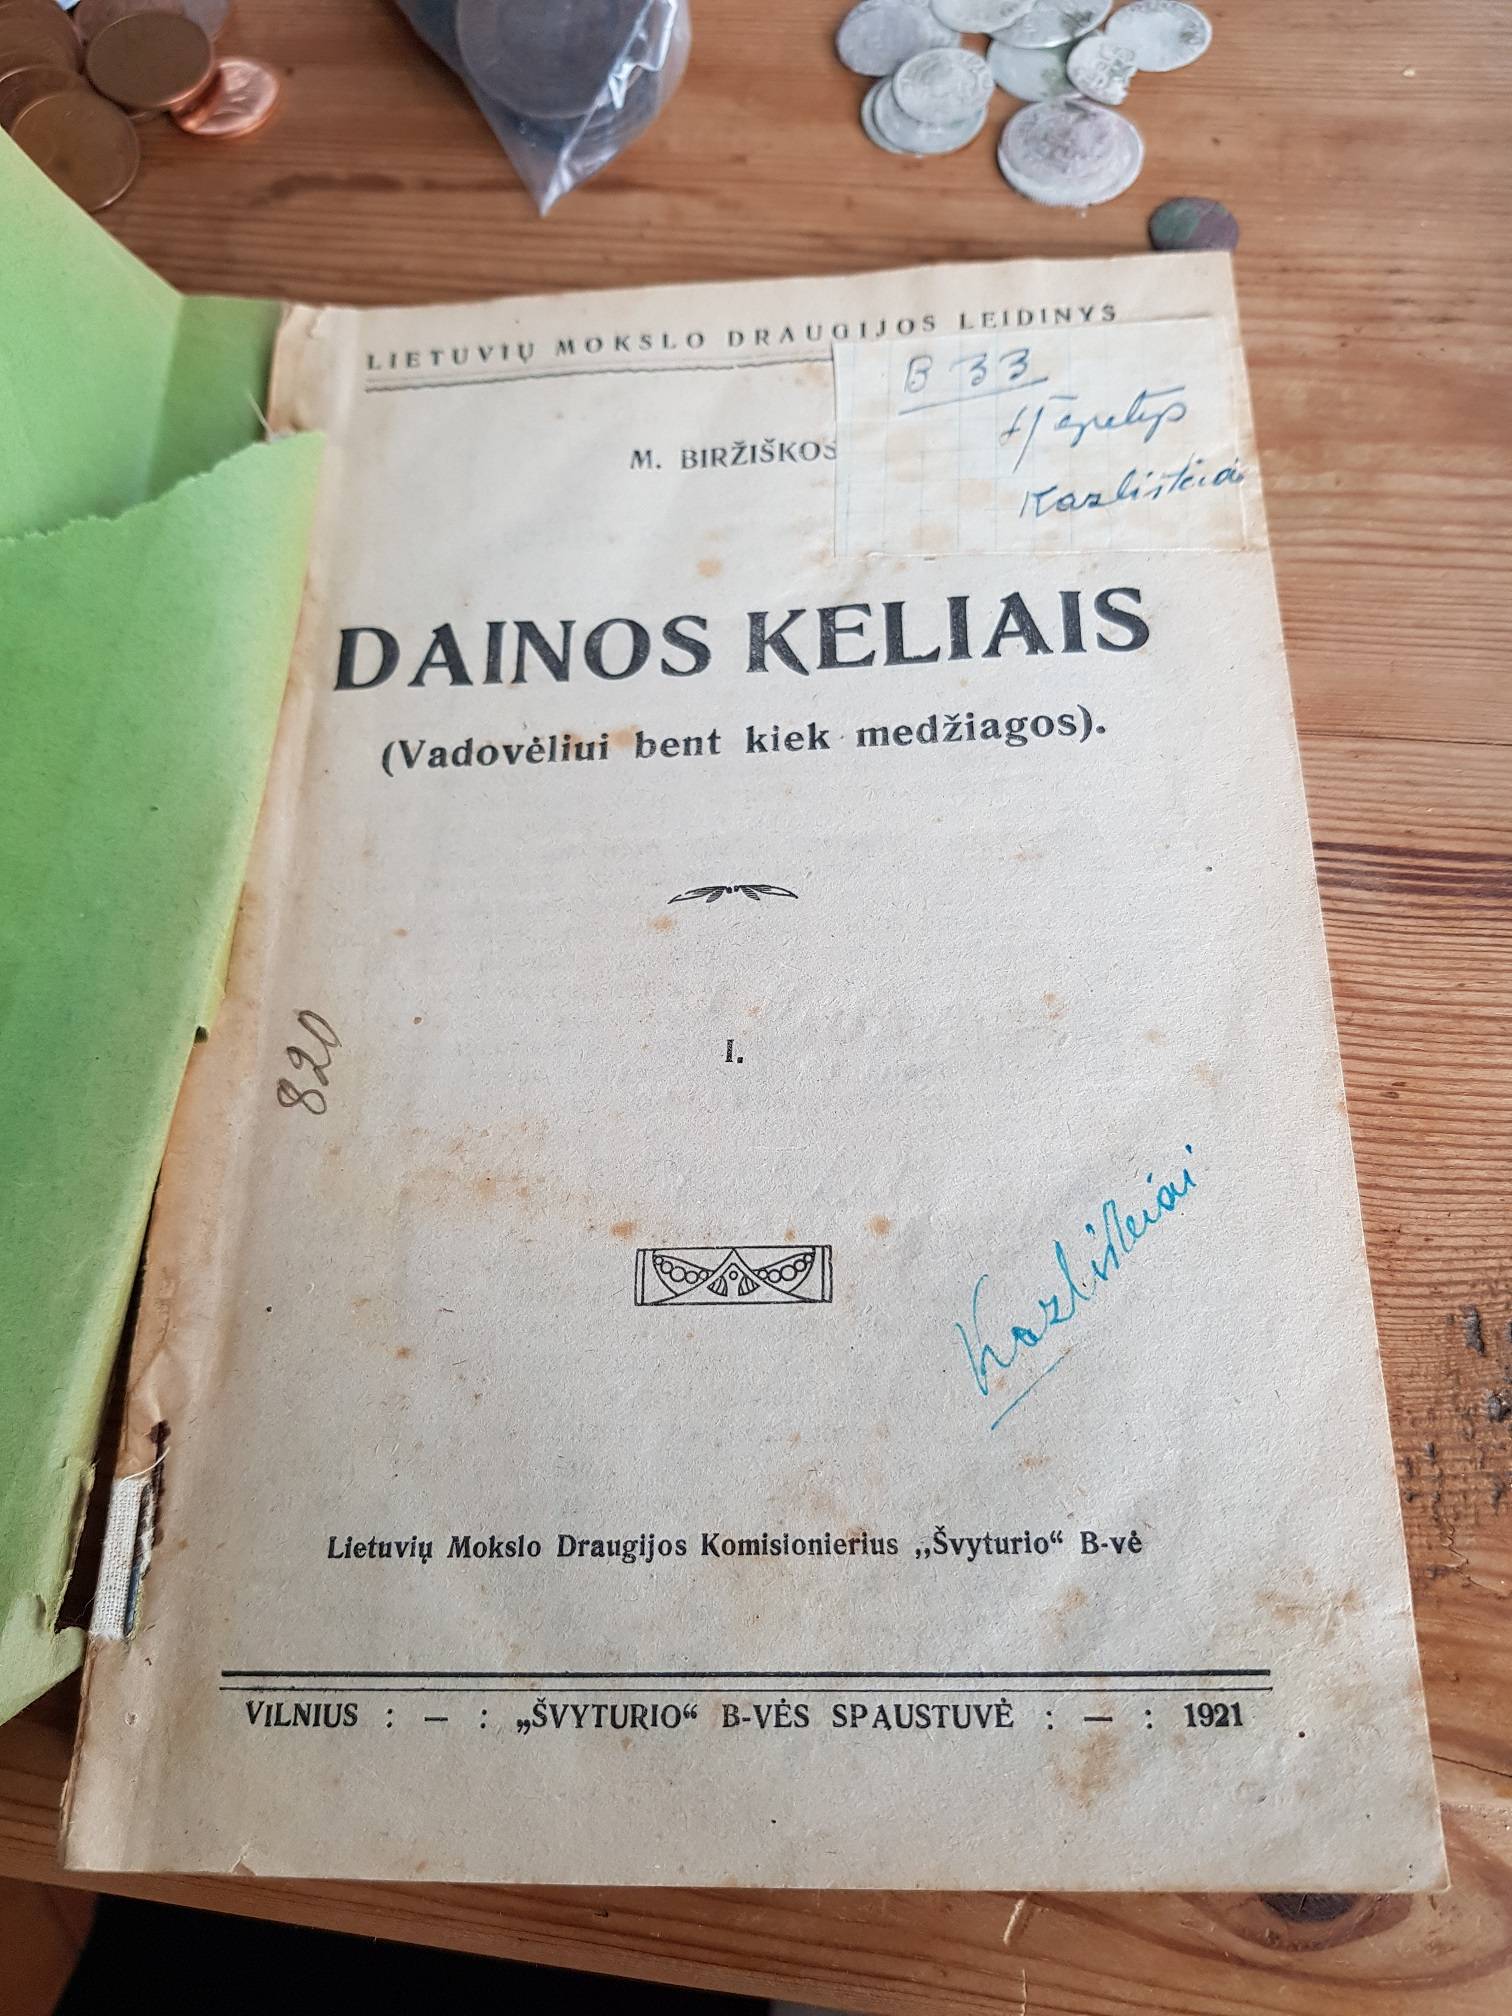 LIETUVIŲ MOKSLO DRAUGIJOS LEIDINYS
B 33
M. BIRŽIŠKOS
Kazliškiai
DAINOS KELIAIS
(Vadovėliui bent kiek medžiagos).
I.
820
Kazliškiai
Lietuvių Mokslo Draugijos Komisionierius „Švyturio“ B-vė
VILNIUS : — : „ŠVYTURIO“ B-VĖS SPAUSTUVĖ : — : 1921